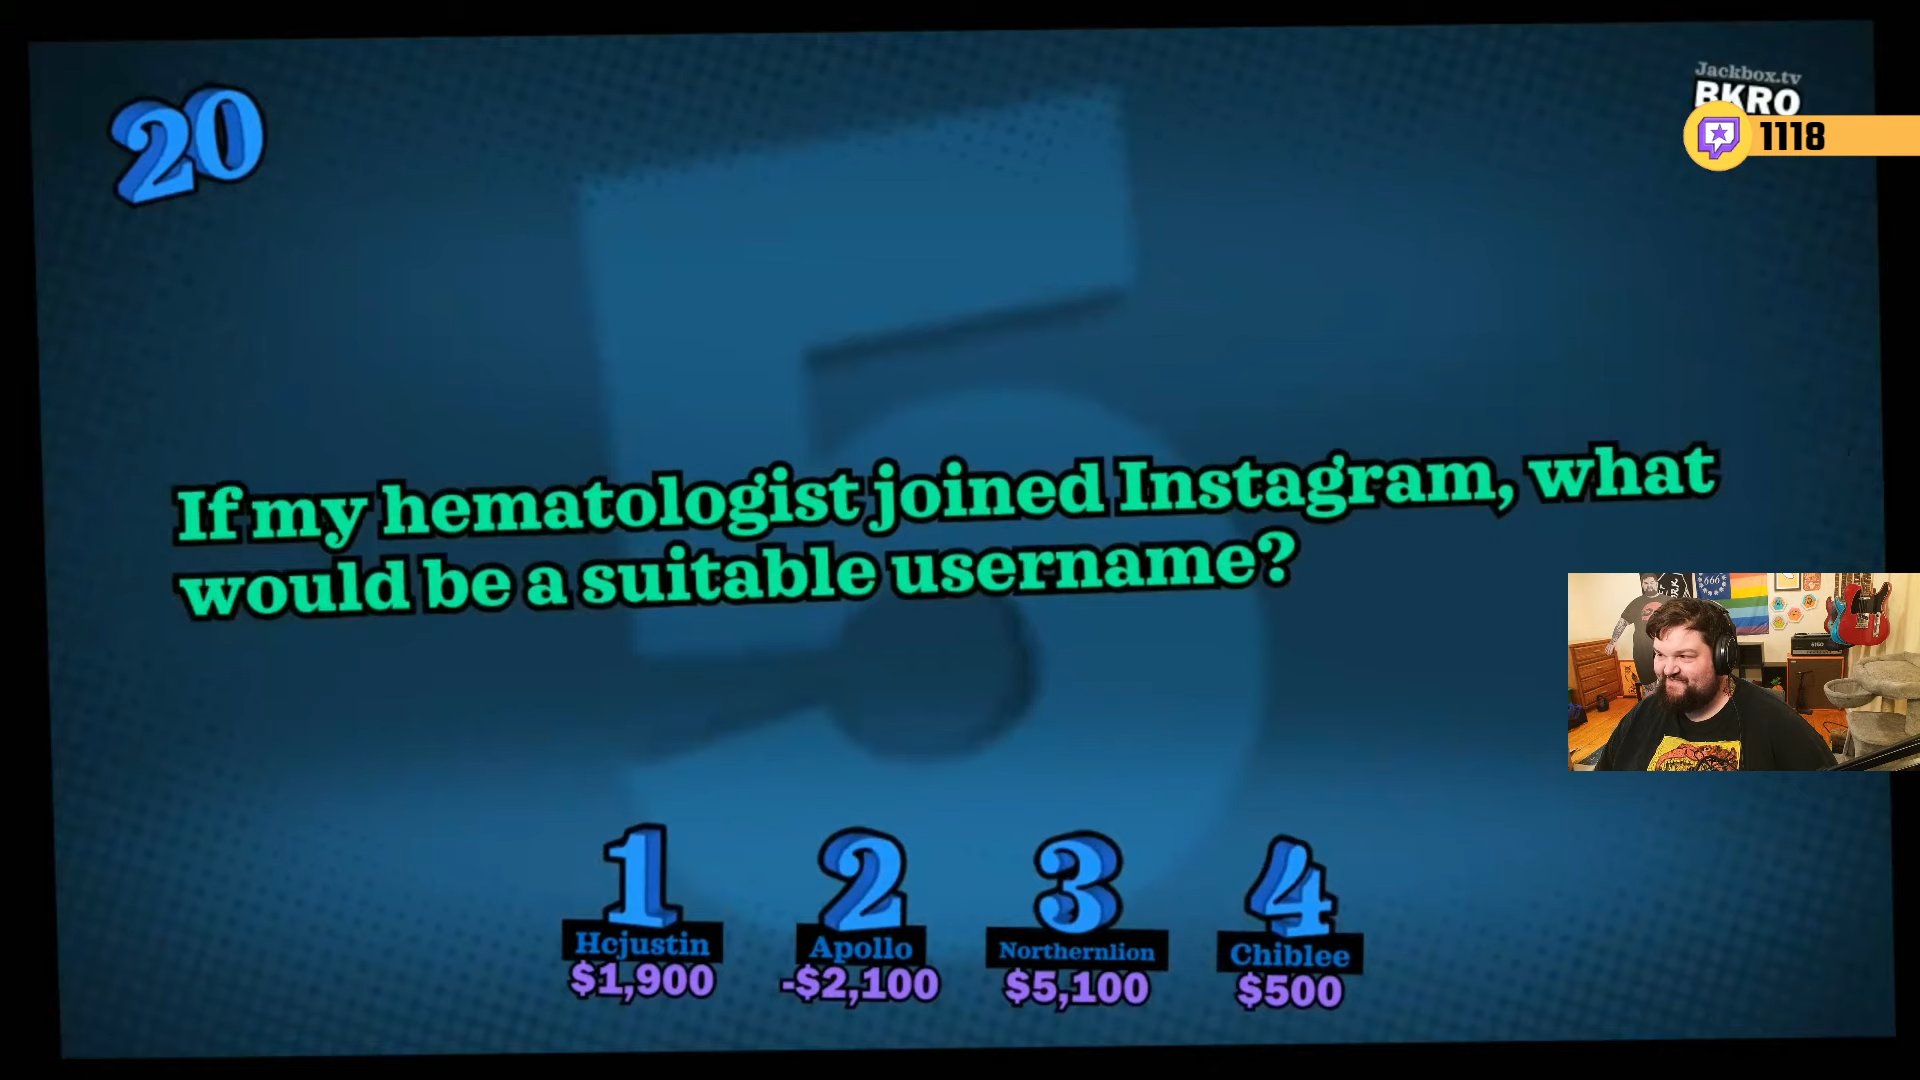 20
Jackbox.tv
BKRO
1118
If my hematologist joined Instagram, what
would be a suitable username?
1
2
3
4
Hcjustin
Apollo
Northernlion
Chiblee
$1,900
-$2,100
$5,100
$500
666